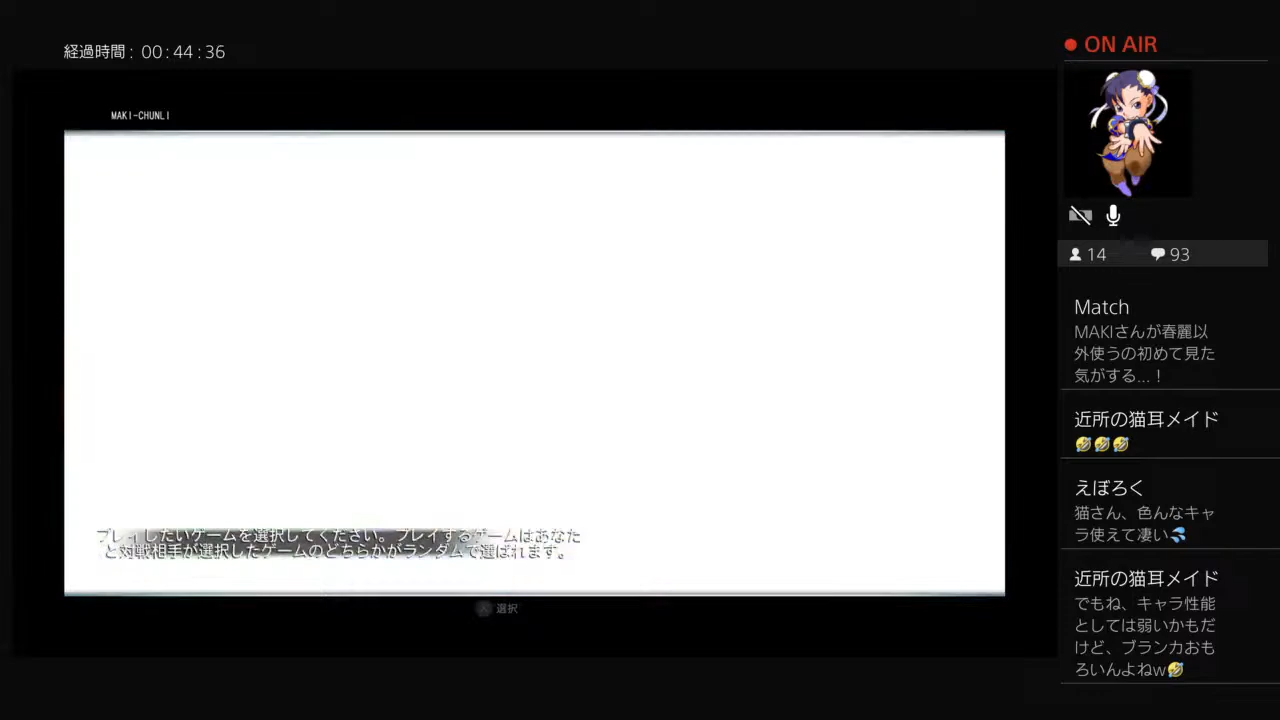 経過時間: 00:44:36
ON AIR
MAKI-CHUNLI
14 93
Match
MAKIさんが春麗以
外使うの初めて見た
気がする...！
近所の猫耳メイド
🤣🤣🤣
えぼろく
猫さん、色んなキャ
ラ使えて凄い💦
近所の猫耳メイド
でもね、キャラ性能
としては弱いかもだ
けど、ブランカおも
ろいんよねw🤣
プレイしたいゲームを選択してください。プレイするゲームはあなた
と対戦相手が選択したゲームのどちらかがランダムで選ばれます。
選択